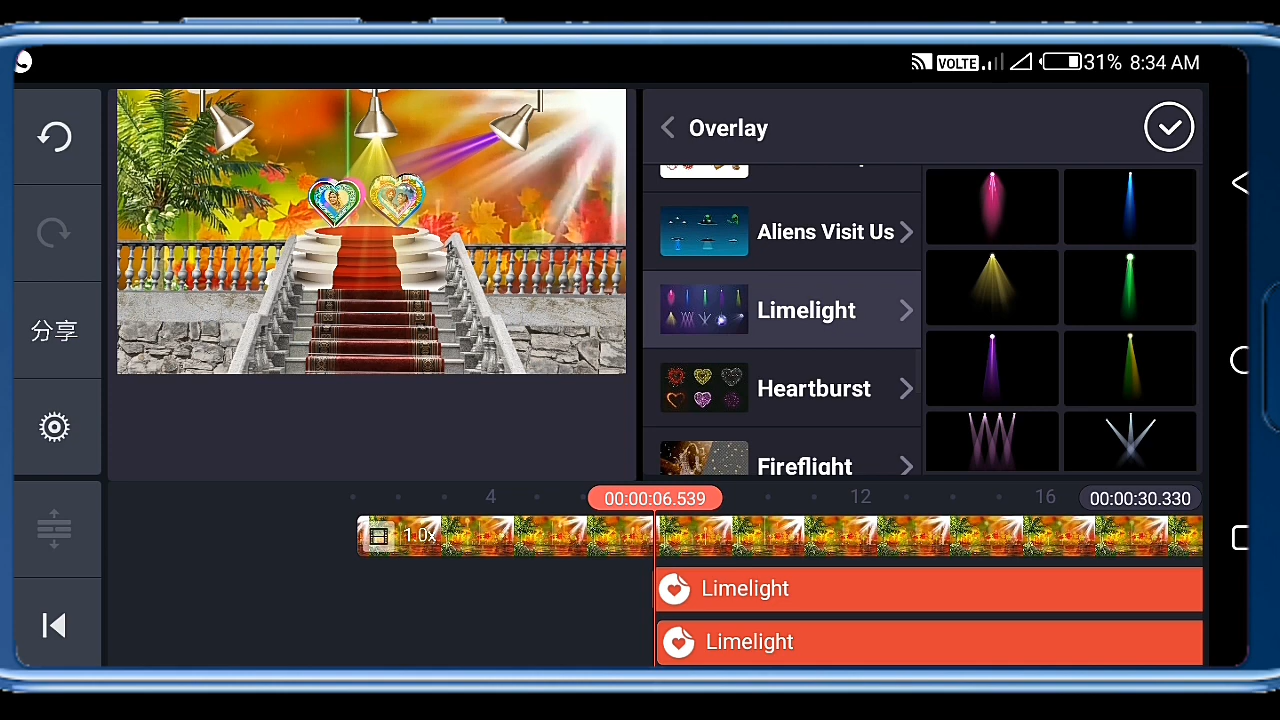 VOLTE 31% 8:34 AM
Overlay
Aliens Visit Us
Limelight
分享
Heartburst
Fireflight
4 00:00:06.539 12 16 00:00:30.330
1.0x
Limelight
Limelight